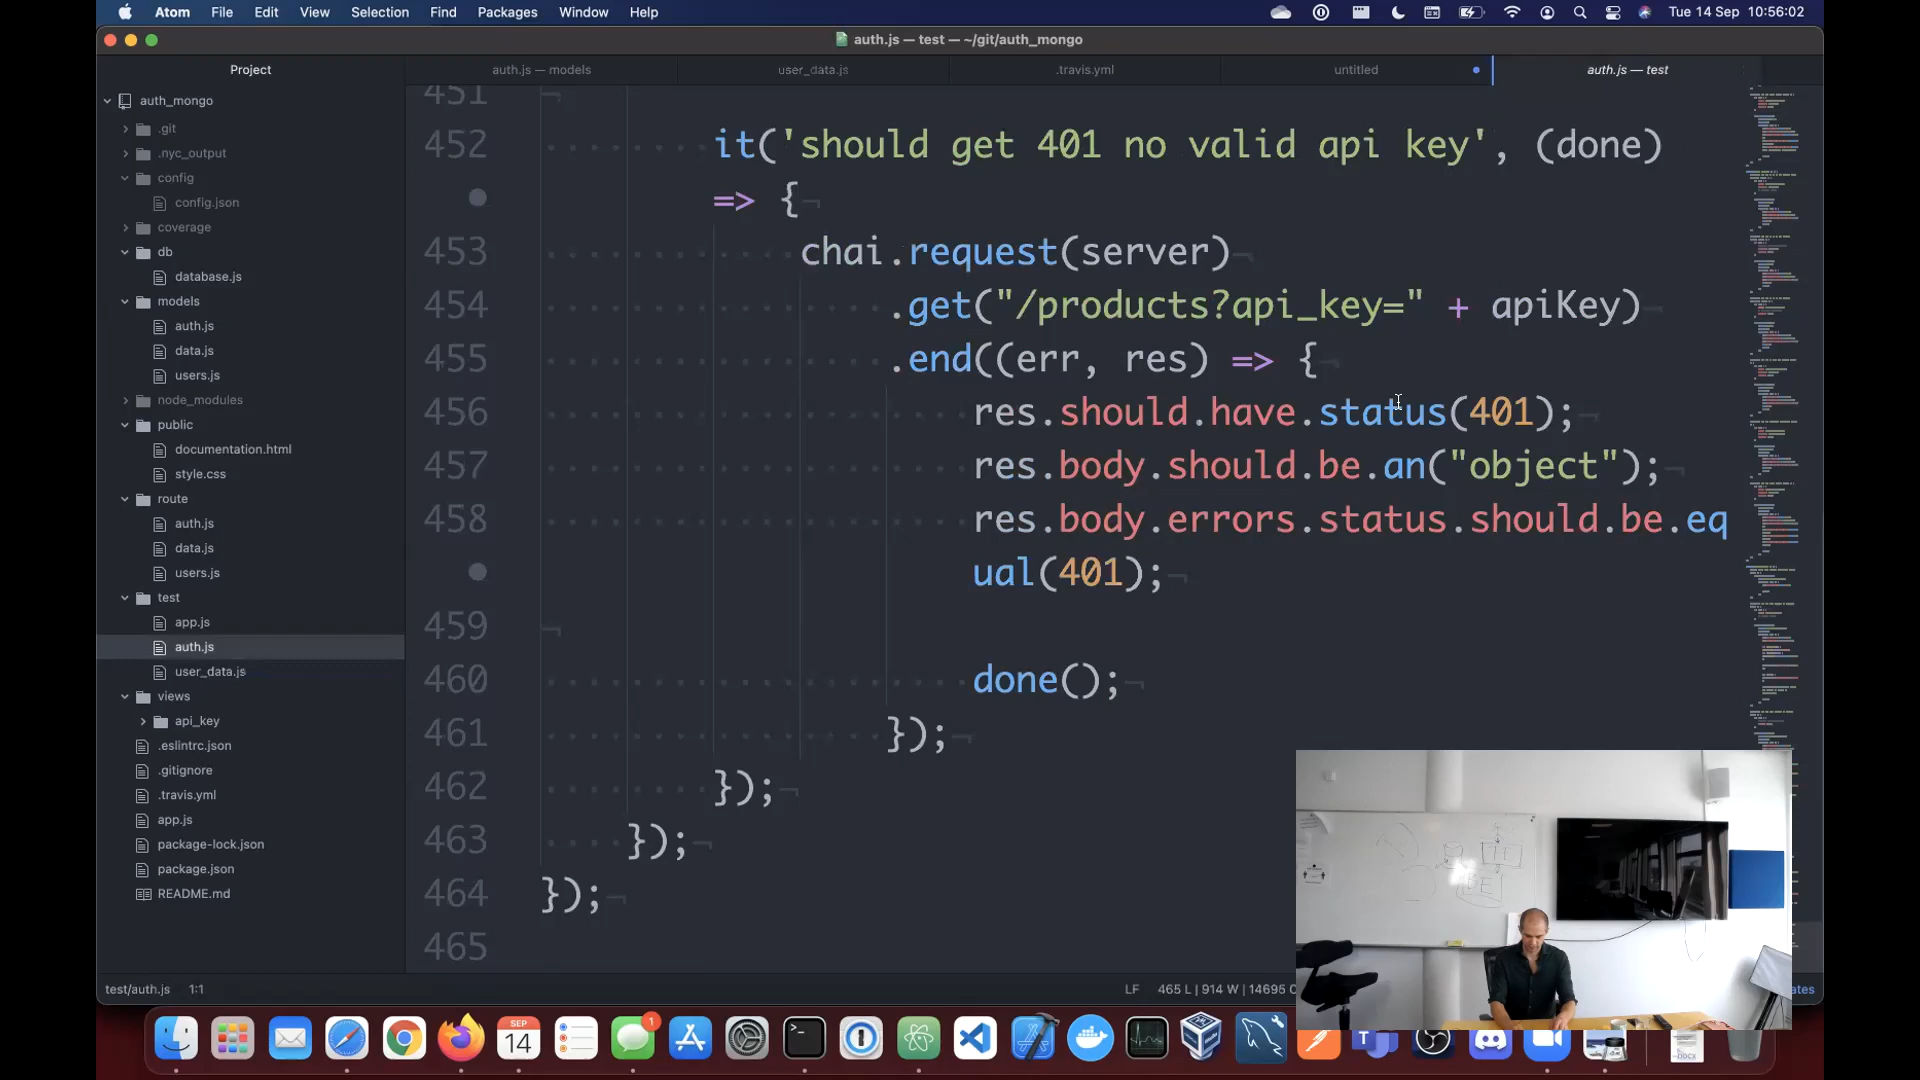 Atom File Edit View Selection Find Packages Window Help Tue 14 Sep 10:56:02
auth.js — test — ~/git/auth_mongo
Project
auth.js — models
user_data.js
.travis.yml
untitled
auth.js — test
auth_mongo
.git
.nyc_output
config
config.json
coverage
db
database.js
models
auth.js
data.js
users.js
node_modules
public
documentation.html
style.css
route
auth.js
data.js
users.js
test
app.js
auth.js
user_data.js
views
api_key
.eslintrc.json
.gitignore
.travis.yml
app.js
package-lock.json
package.json
README.md
451
452 it('should get 401 no valid api key', (done)
=> {
453 chai.request(server)
454 .get("/products?api_key=" + apiKey)
455 .end((err, res) => {
456 res.should.have.status(401);
457 res.body.should.be.an("object");
458 res.body.errors.status.should.be.eq
ual(401);
459
460 done();
461 });
462 });
463 });
464 });
465
test/auth.js 1:1
LF 465 L | 914 W | 14695 C
BE
SEP
14
1
DOCX